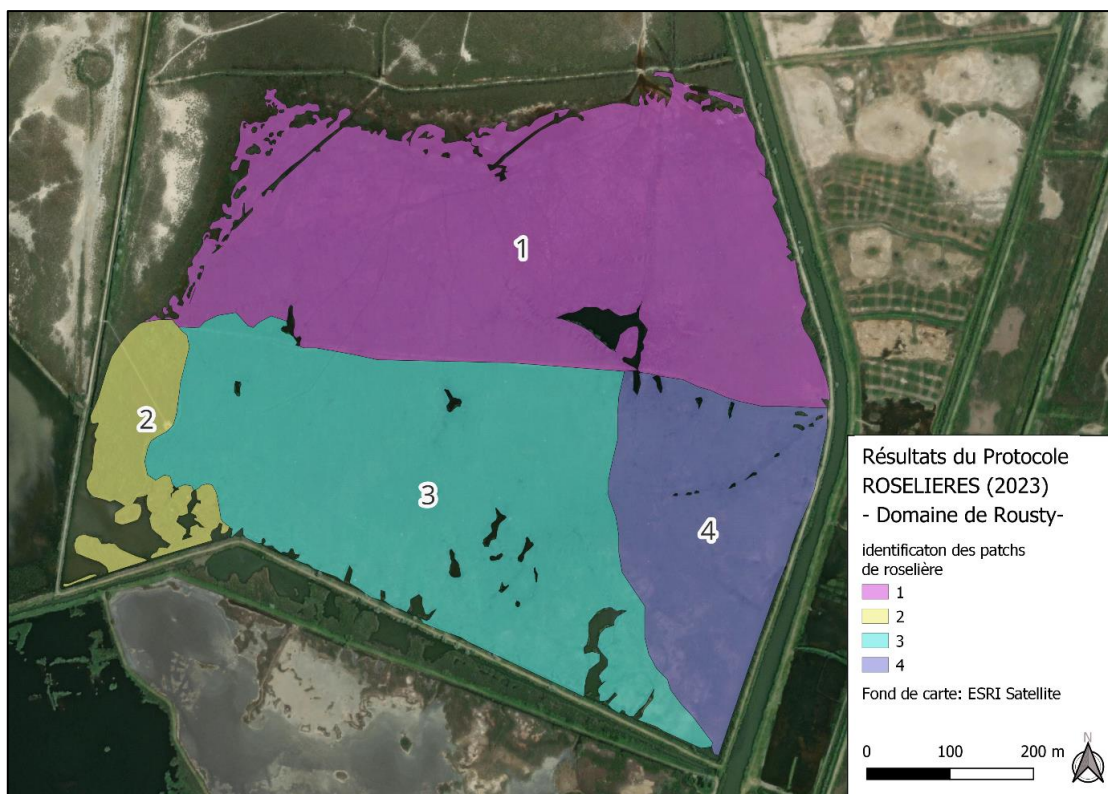 1
2
3
4
Résultats du Protocole
ROSELIERES (2023)
- Domaine de Rousty-
identificaton des patchs
de roselière
1
2
3
4
Fond de carte: ESRI Satellite
0 100 200 m
N